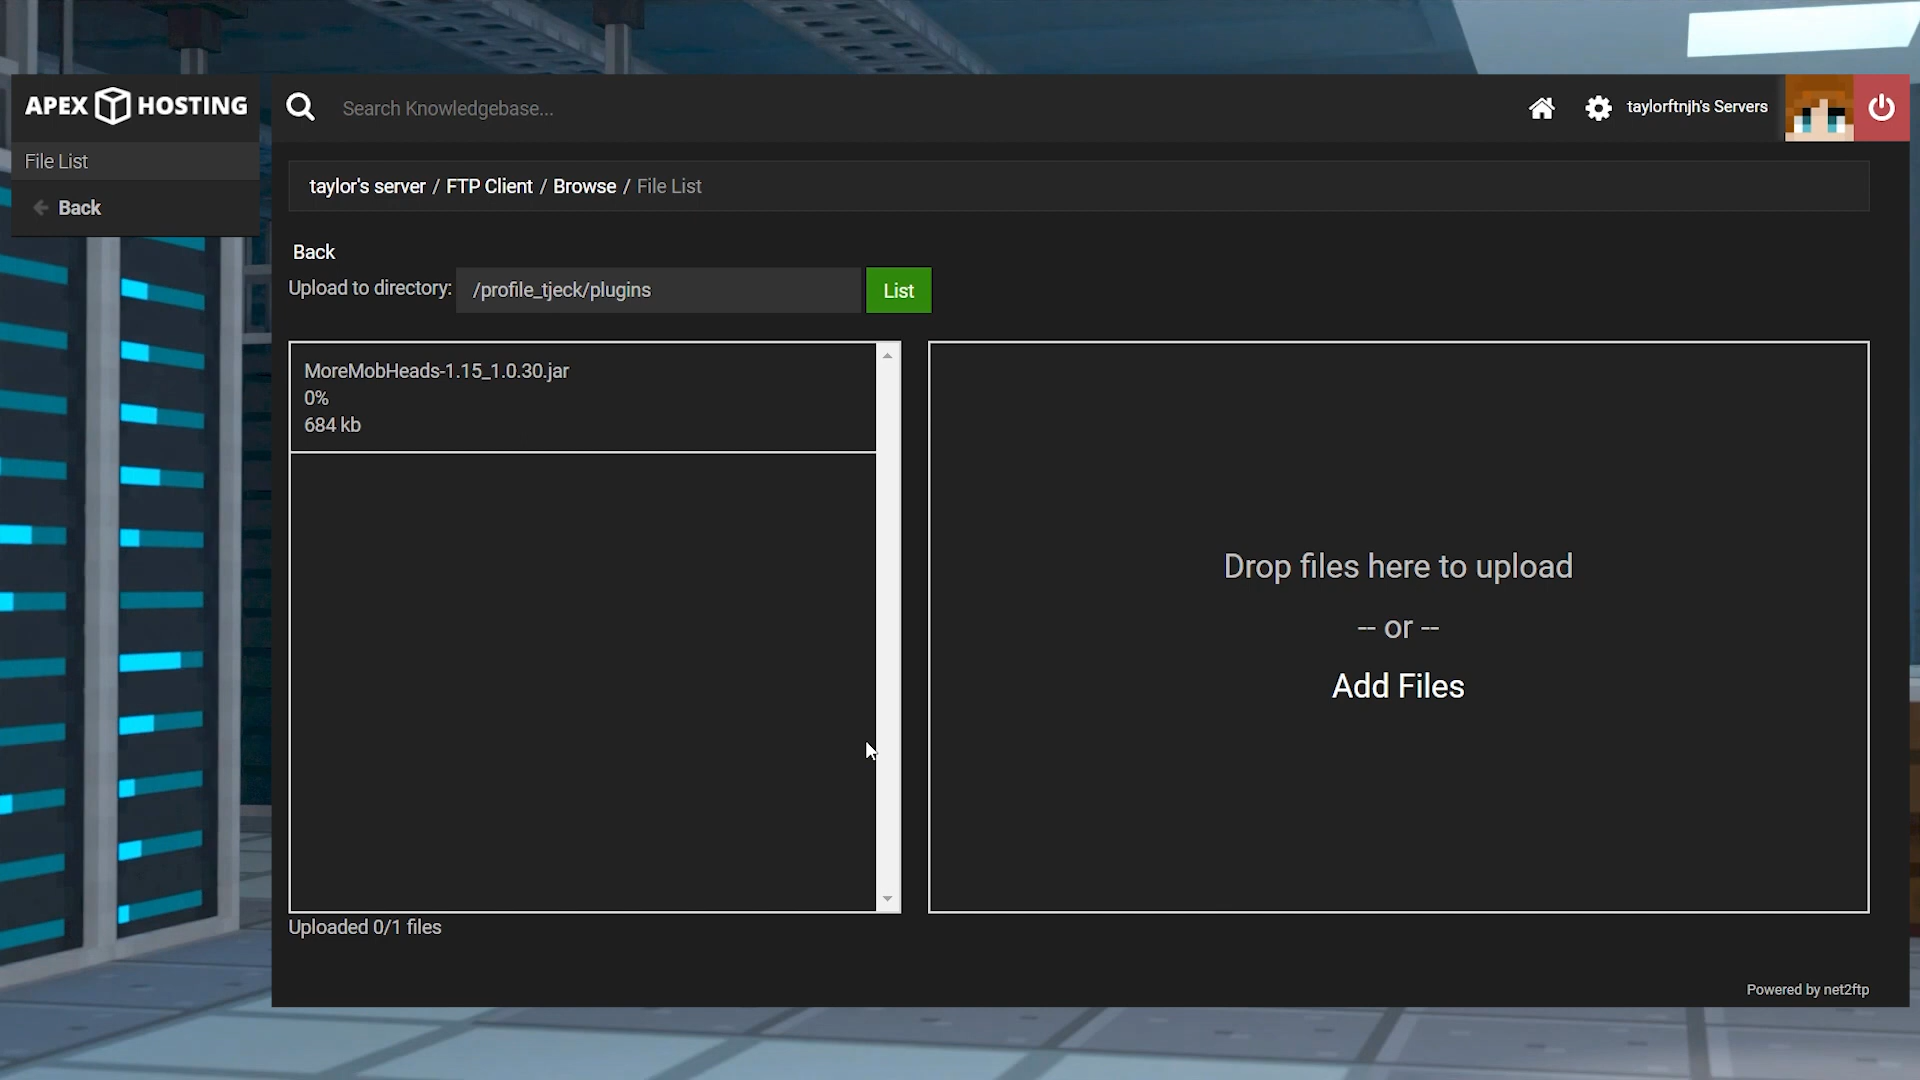 APEX HOSTING
Search Knowledgebase...
taylorftnjh's Servers
File List
Back
taylor's server / FTP Client / Browse / File List
Back
Upload to directory: /profile_tjeck/plugins List
MoreMobHeads-1.15_1.0.30.jar
0%
684 kb
Drop files here to upload
-- or --
Add Files
Uploaded 0/1 files
Powered by net2ftp